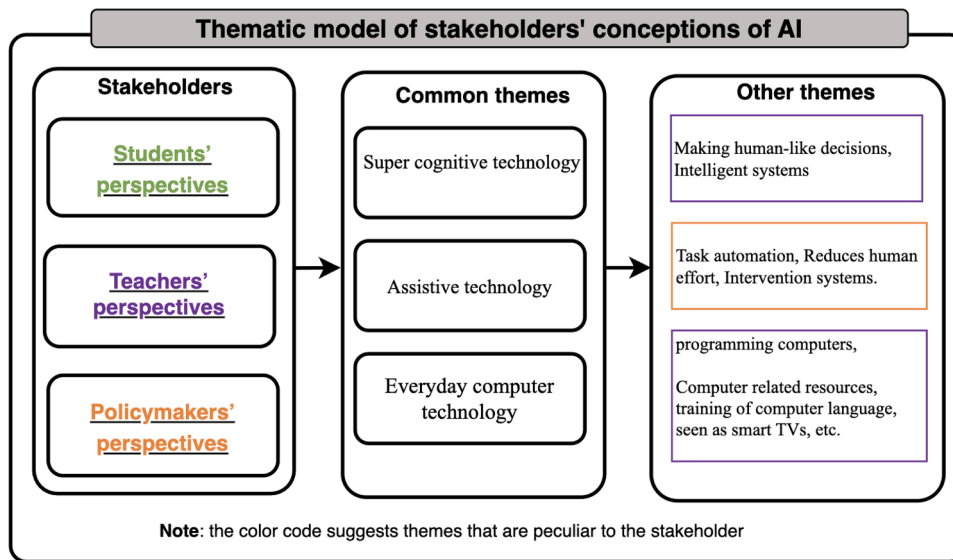 Thematic model of stakeholders' conceptions of AI
Stakeholders
Students’
perspectives
Teachers’
perspectives
Policymakers’
perspectives
Common themes
Super cognitive technology
Assistive technology
Everyday computer
technology
Other themes
Making human-like decisions,
Intelligent systems
Task automation, Reduces human
effort, Intervention systems.
programming computers,
Computer related resources,
training of computer language,
seen as smart TVs, etc.
Note: the color code suggests themes that are peculiar to the stakeholder